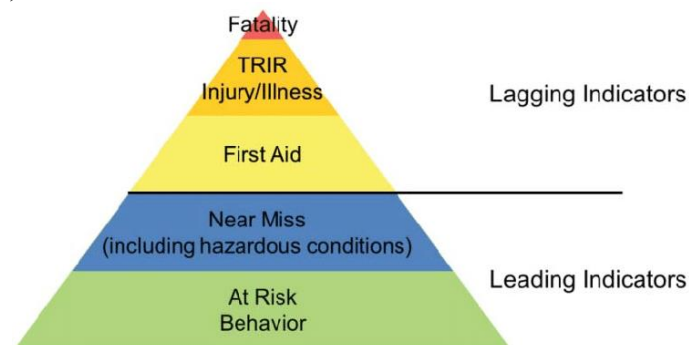 Fatality
TRIR
Injury/Illness
Lagging Indicators
First Aid
Near Miss
(including hazardous conditions)
Leading Indicators
At Risk
Behavior